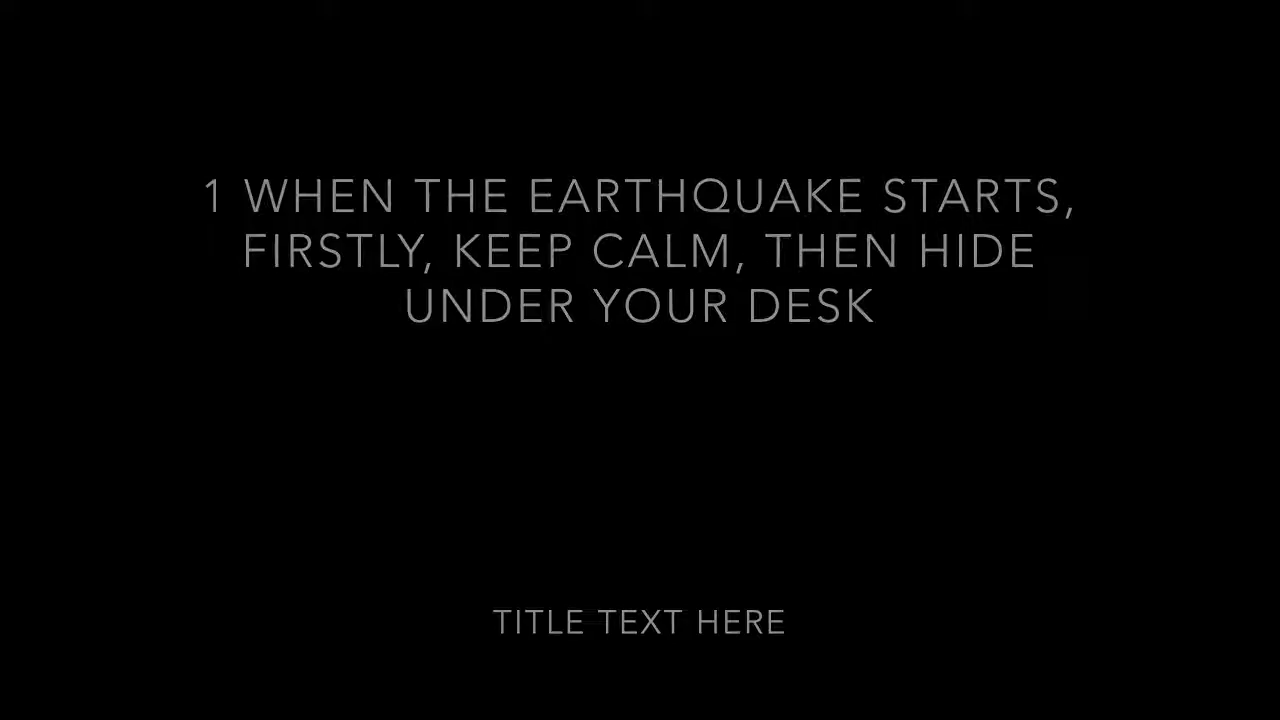 1 WHEN THE EARTHQUAKE STARTS,
FIRSTLY, KEEP CALM, THEN HIDE
UNDER YOUR DESK
TITLE TEXT HERE